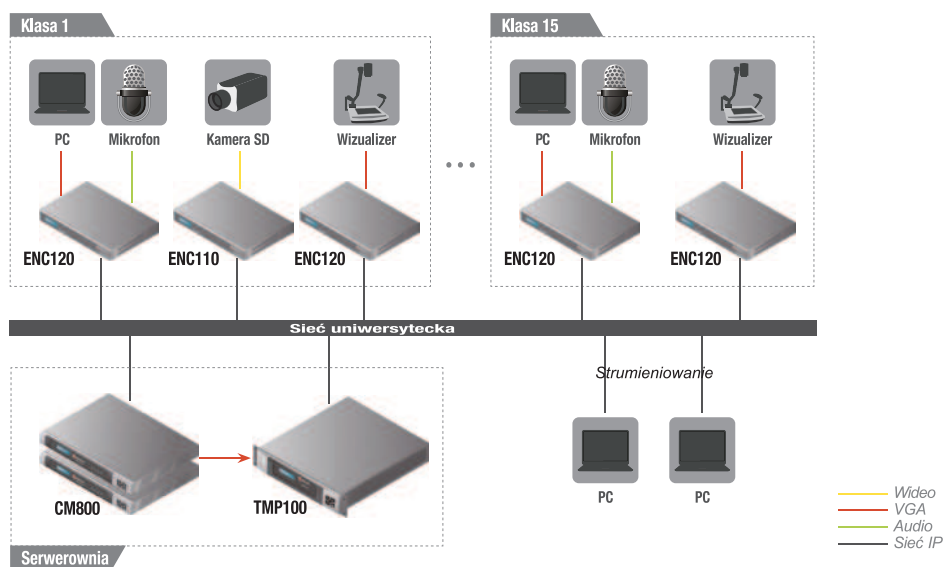 Klasa 1
Klasa 15
PC Mikrofon Kamera SD Wizualizer
PC Mikrofon Wizualizer
ENC120 ENC110 ENC120
ENC120 ENC120
Sieć uniwersytecka
Strumieniowanie
CM800 TMP100
PC PC
Serwerownia
Wideo
VGA
Audio
Sieć IP